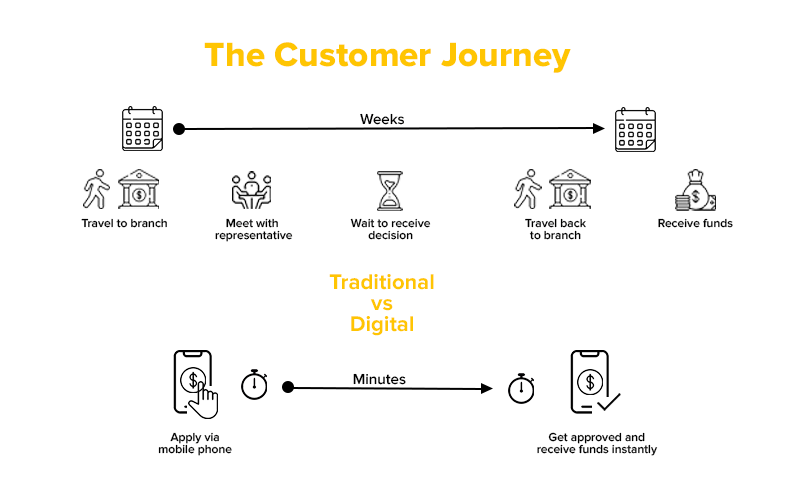 The Customer Journey
Weeks
Travel to branch
Meet with
representative
Wait to receive
decision
Travel back
to branch
Receive funds
Traditional
vs
Digital
Minutes
Apply via
mobile phone
Get approved and
receive funds instantly